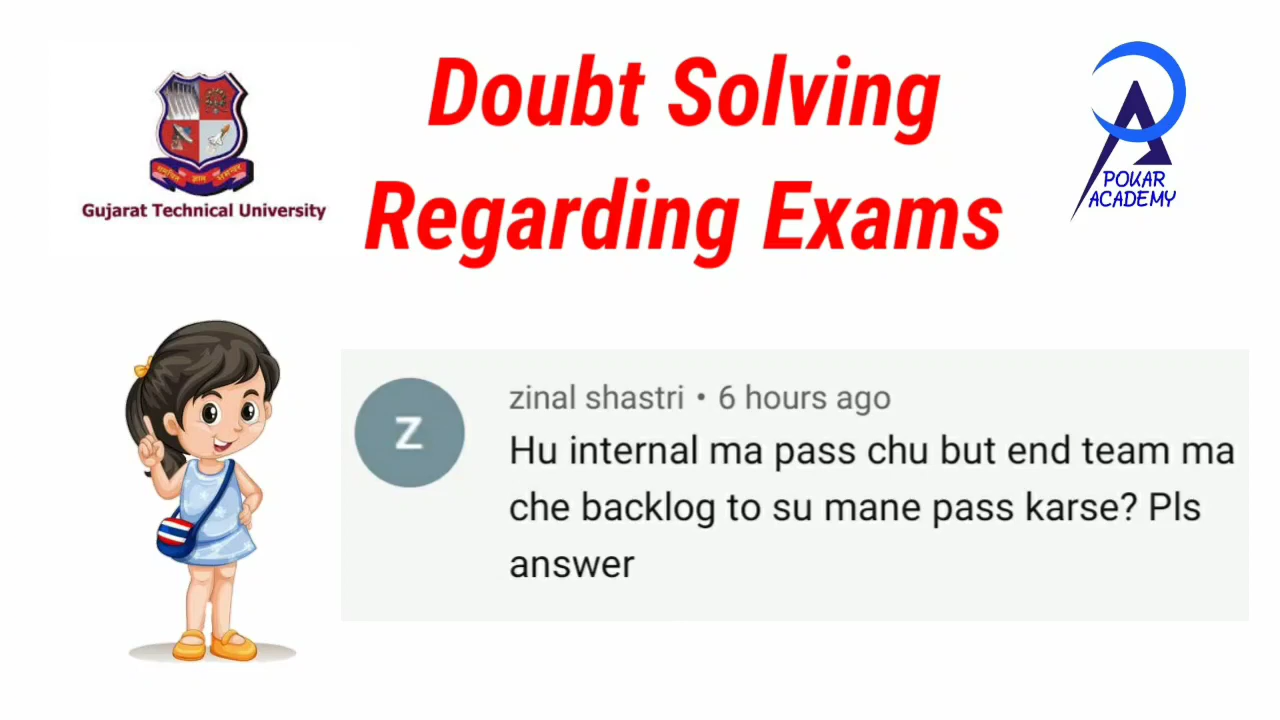 Doubt Solving
Regarding Exams
Gujarat Technical University
POKAR
ACADEMY
Z
zinal shastri • 6 hours ago
Hu internal ma pass chu but end team ma
che backlog to su mane pass karse? Pls
answer